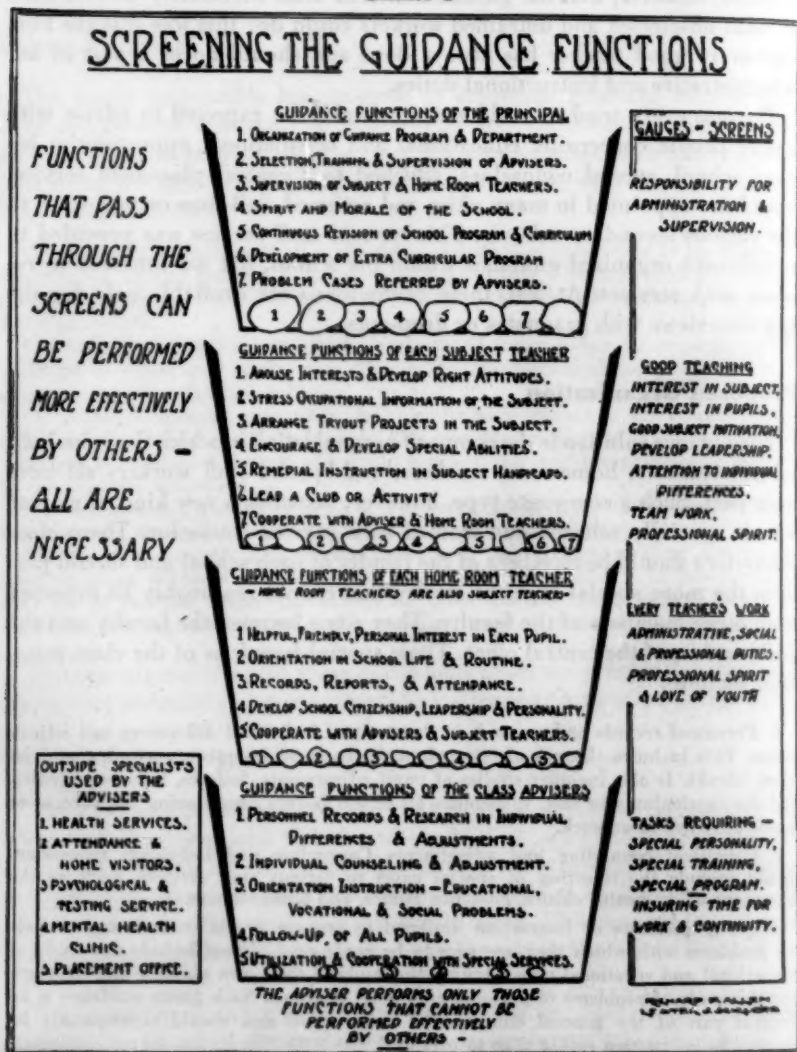 SCREENING THE GUIDANCE FUNCTIONS
FUNCTIONS
THAT PASS
THROUGH THE
SCREENS CAN
BE PERFORMED
MORE EFFECTIVELY
BY OTHERS –
ALL ARE
NECESSARY
GUIDANCE FUNCTIONS OF THE PRINCIPAL
1. ORGANIZATION OF GUIDANCE PROGRAM & DEPARTMENT.
2. SELECTION, TRAINING & SUPERVISION OF ADVISERS.
3. SUPERVISION OF SUBJECT & HOME ROOM TEACHERS.
4. SPIRIT AND MORALE OF THE SCHOOL.
5 CONTINUOUS REVISION OF SCHOOL PROGRAM & CURRICULUM
6 DEVELOPMENT OF EXTRA CURRICULAR PROGRAM
7. PROBLEM CASES REFERRED BY ADVISERS.
1 2 3 4 5 6 7
GAUGES – SCREENS
RESPONSIBILITY FOR
ADMINISTRATION &
SUPERVISION.
GUIDANCE FUNCTIONS OF EACH SUBJECT TEACHER
1. AROUSE INTERESTS & DEVELOP RIGHT ATTITUDES.
2 STRESS OCCUPATIONAL INFORMATION OF THE SUBJECT.
3. ARRANGE TRYOUT PROJECTS IN THE SUBJECT.
4 ENCOURAGE & DEVELOP SPECIAL ABILITIES.
5 REMEDIAL INSTRUCTION IN SUBJECT HANDICAPS.
6 LEAD A CLUB OR ACTIVITY
7 COOPERATE WITH ADVISER & HOME ROOM TEACHERS.
1 2 3 4 5 6 7
GOOD TEACHING
INTEREST IN SUBJECT,
INTEREST IN PUPILS,
GOOD SUBJECT MOTIVATION,
DEVELOP LEADERSHIP,
ATTENTION TO INDIVIDUAL
DIFFERENCES,
TEAM WORK,
PROFESSIONAL SPIRIT.
GUIDANCE FUNCTIONS OF EACH HOME ROOM TEACHER
– HOME ROOM TEACHERS ARE ALSO SUBJECT TEACHERS –
1 HELPFUL, FRIENDLY, PERSONAL INTEREST IN EACH PUPIL.
2 ORIENTATION IN SCHOOL LIFE & ROUTINE.
3. RECORDS, REPORTS, & ATTENDANCE.
4 DEVELOP SCHOOL CITIZENSHIP, LEADERSHIP & PERSONALITY.
5 COOPERATE WITH ADVISERS & SUBJECT TEACHERS.
1 2 3 4 5
EVERY TEACHERS WORK
ADMINISTRATIVE, SOCIAL
& PROFESSIONAL DUTIES.
PROFESSIONAL SPIRIT
& LOVE OF YOUTH
OUTSIDE SPECIALISTS
USED BY THE
ADVISERS
1. HEALTH SERVICES.
2. ATTENDANCE &
HOME VISITORS.
3 PSYCHOLOGICAL &
TESTING SERVICE.
4. MENTAL HEALTH
CLINIC.
5. PLACEMENT OFFICE.
GUIDANCE FUNCTIONS OF THE CLASS ADVISERS
1. PERSONNEL RECORDS & RESEARCH IN INDIVIDUAL
DIFFERENCES & ADJUSTMENTS.
2 INDIVIDUAL COUNSELING & ADJUSTMENT.
3 ORIENTATION INSTRUCTION – EDUCATIONAL,
VOCATIONAL & SOCIAL PROBLEMS.
4 FOLLOW-UP OF ALL PUPILS.
5 UTILIZATION & COOPERATION WITH SPECIAL SERVICES.
TASKS REQUIRING –
SPECIAL PERSONALITY,
SPECIAL TRAINING,
SPECIAL PROGRAM.
INSURING TIME FOR
WORK & CONTINUITY.
RICHARD D. ALLEN
THE ADVISER PERFORMS ONLY THOSE
FUNCTIONS THAT CANNOT BE
PERFORMED EFFECTIVELY
BY OTHERS